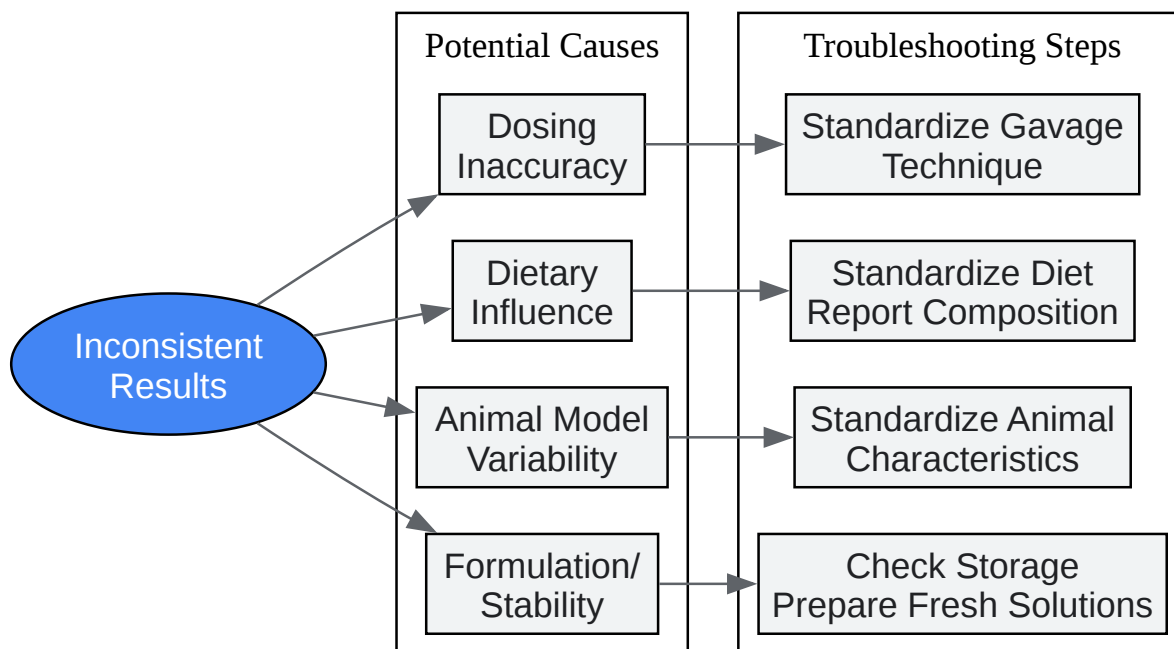 Potential Causes
Troubleshooting Steps
Inconsistent
Results
Dosing
Inaccuracy
Standardize Gavage
Technique
Dietary
Influence
Standardize Diet
Report Composition
Animal Model
Variability
Standardize Animal
Characteristics
Formulation/
Stability
Check Storage
Prepare Fresh Solutions